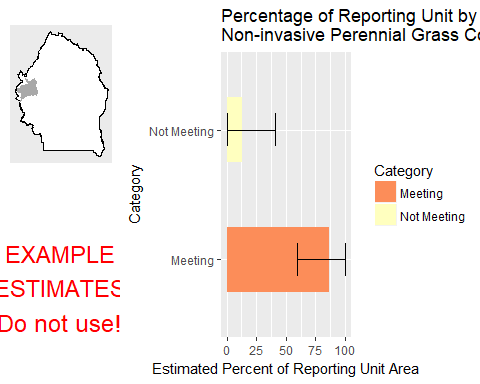 Percentage of Reporting Unit by
Non-invasive Perennial Grass
Not Meeting
Meeting
Category
0 25 50 75 100
Estimated Percent of Reporting Unit Area
Category
Meeting
Not Meeting
EXAMPLE
ESTIMATES
Do not use!